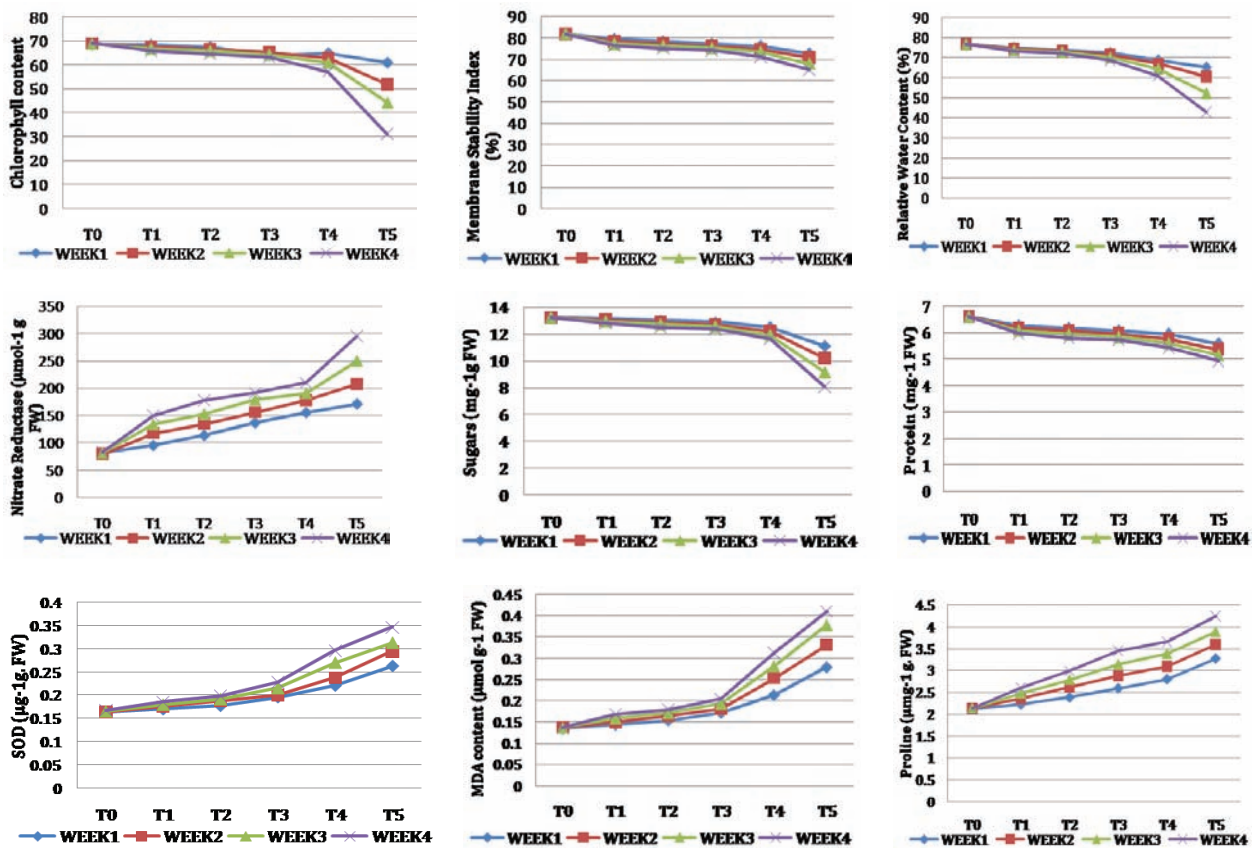 Chlorophyll content
80
70
60
50
40
30
20
10
0
T0 T1 T2 T3 T4 T5
WEEK1 WEEK2 WEEK3 WEEK4
Membrane Stability Index
(%)
90
80
70
60
50
40
30
20
10
0
T0 T1 T2 T3 T4 T5
WEEK1 WEEK2 WEEK3 WEEK4
Relative Water Content (%)
90
80
70
60
50
40
30
20
10
0
T0 T1 T2 T3 T4 T5
WEEK1 WEEK2 WEEK3 WEEK4
Nitrate Reductase (µmol-1 g
FW)
350
300
250
200
150
100
50
0
T0 T1 T2 T3 T4 T5
WEEK1 WEEK2 WEEK3 WEEK4
Sugars (mg-1g FW)
14
12
10
8
6
4
2
0
T0 T1 T2 T3 T4 T5
WEEK1 WEEK2 WEEK3 WEEK4
Protein (mg-1 FW)
7
6
5
4
3
2
1
0
T0 T1 T2 T3 T4 T5
WEEK1 WEEK2 WEEK3 WEEK4
SOD (µg-1g. FW)
0.4
0.35
0.3
0.25
0.2
0.15
0.1
0.05
0
T0 T1 T2 T3 T4 T5
WEEK1 WEEK2 WEEK3 WEEK4
MDA content (µmol g-1 FW)
0.45
0.4
0.35
0.3
0.25
0.2
0.15
0.1
0.05
0
T0 T1 T2 T3 T4 T5
WEEK1 WEEK2 WEEK3 WEEK4
Proline (µmg-1 g. FW)
4.5
4
3.5
3
2.5
2
1.5
1
0.5
0
T0 T1 T2 T3 T4 T5
WEEK1 WEEK2 WEEK3 WEEK4